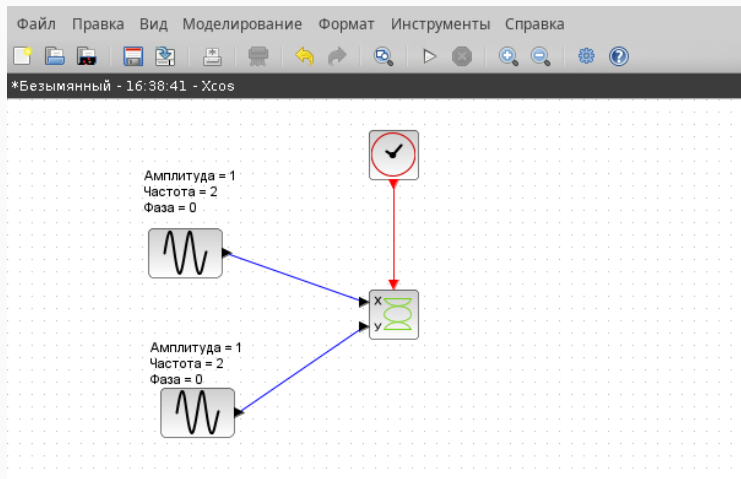 Файл Правка Вид Моделирование Формат Инструменты Справка
*Безымянный - 16:38:41 - Xcos
Амплитуда = 1
Частота = 2
Фаза = 0
X
У
Амплитуда = 1
Частота = 2
Фаза = 0